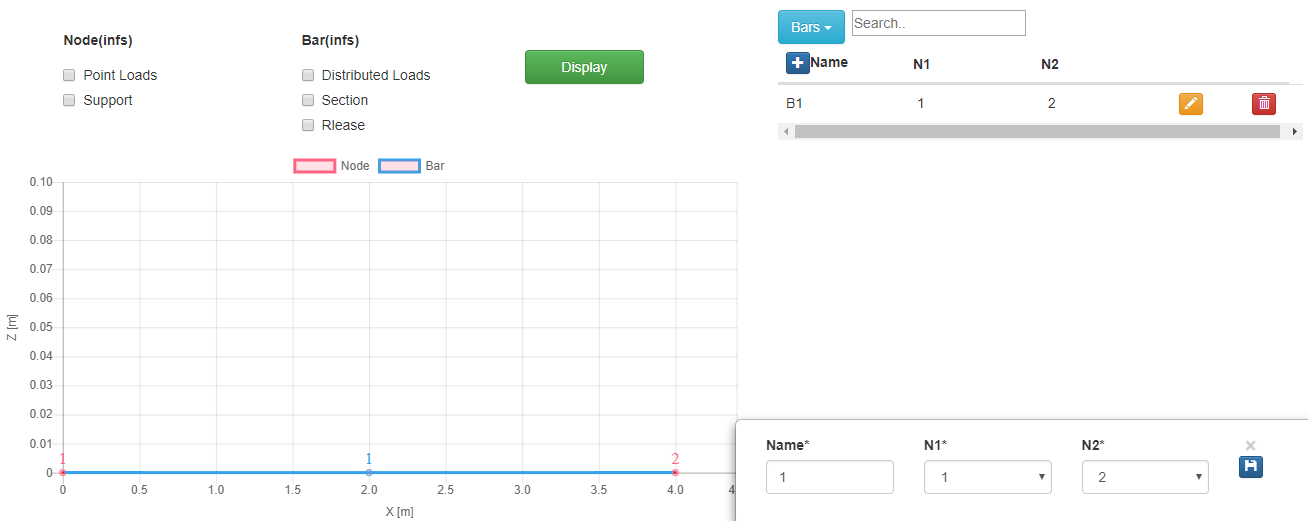 Node(infs)
Point Loads
Support
Bar(infs)
Distributed Loads
Section
Rlease
Display
Bars
Search..
Name N1 N2
B1 1 2
Node Bar
0.10
0.09
0.08
0.07
0.06
0.05
0.04
0.03
0.02
0.01
0
Z [m]
1 1 2
0 0.5 1.0 1.5 2.0 2.5 3.0 3.5 4.0 4.
X [m]
Name* N1* N2* ×
1 1 2